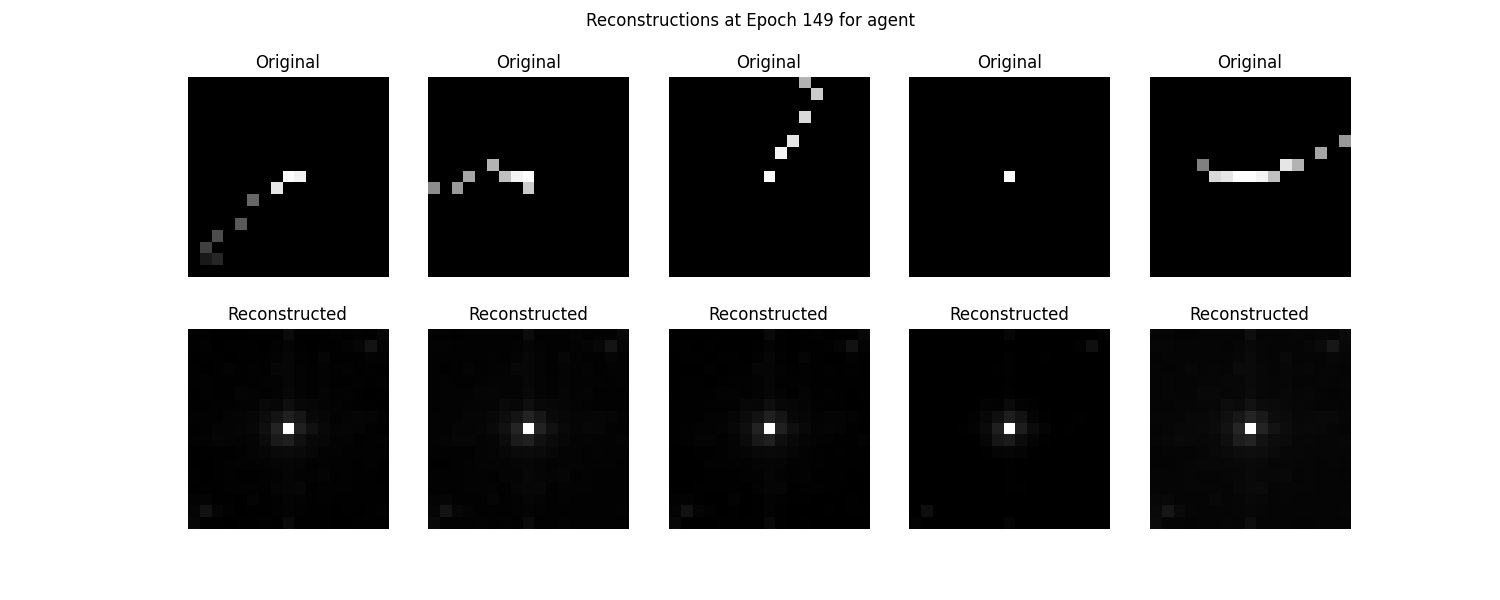 Reconstructions at Epoch 149 for agent
Original Original Original Original Original
Reconstructed Reconstructed Reconstructed Reconstructed Reconstructed